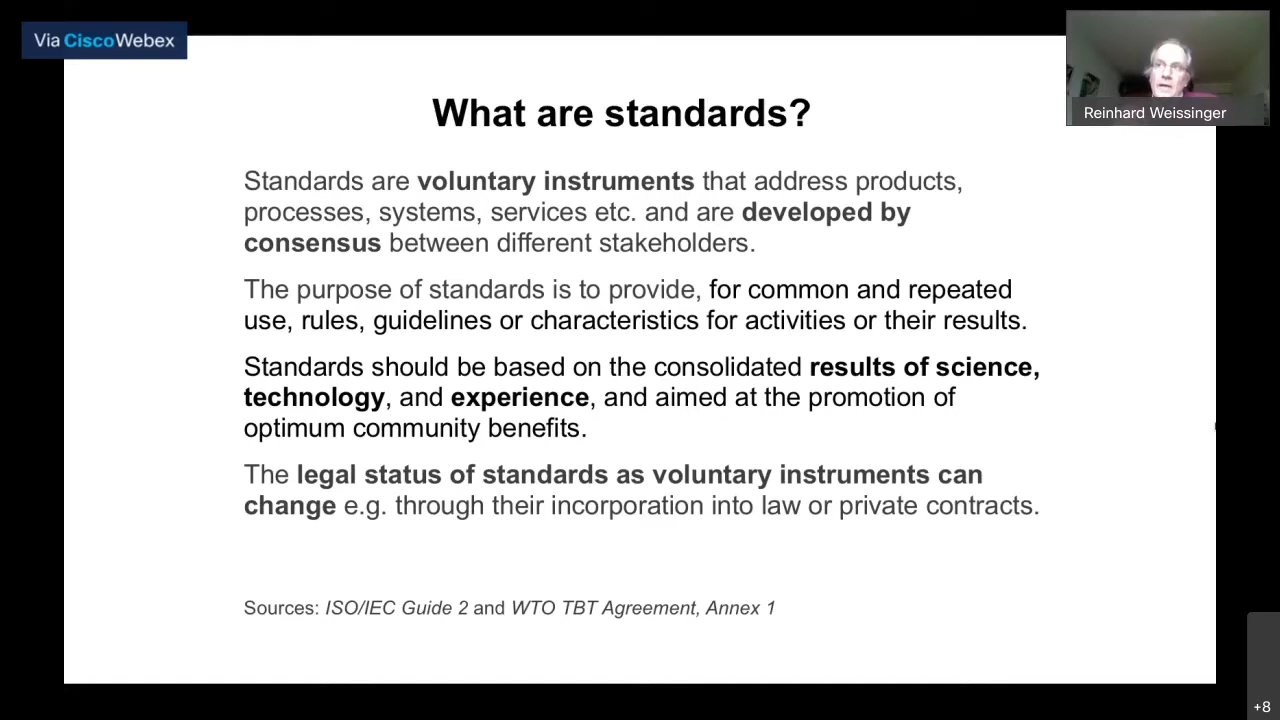 Via CiscoWebex
Reinhard Weissinger
What are standards?
Standards are voluntary instruments that address products,
processes, systems, services etc. and are developed by
consensus between different stakeholders.
The purpose of standards is to provide, for common and repeated
use, rules, guidelines or characteristics for activities or their results.
Standards should be based on the consolidated results of science,
technology, and experience, and aimed at the promotion of
optimum community benefits.
The legal status of standards as voluntary instruments can
change e.g. through their incorporation into law or private contracts.
Sources: ISO/IEC Guide 2 and WTO TBT Agreement, Annex 1
+8